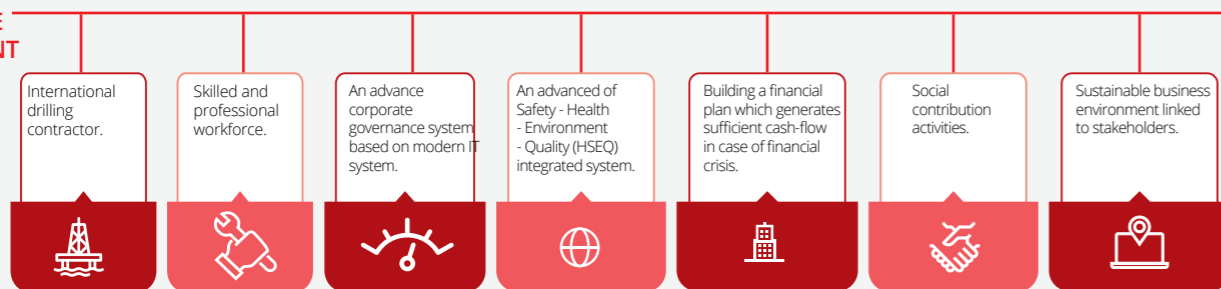 E
NT
International
drilling
contractor.
Skilled and
professional
workforce.
An advance
corporate
governance system
based on modern IT
system.
An advanced of
Safety - Health
- Environment
- Quality (HSEQ)
integrated system.
Building a financial
plan which generates
sufficient cash-flow
in case of financial
crisis.
Social
contribution
activities.
Sustainable business
environment linked
to stakeholders.